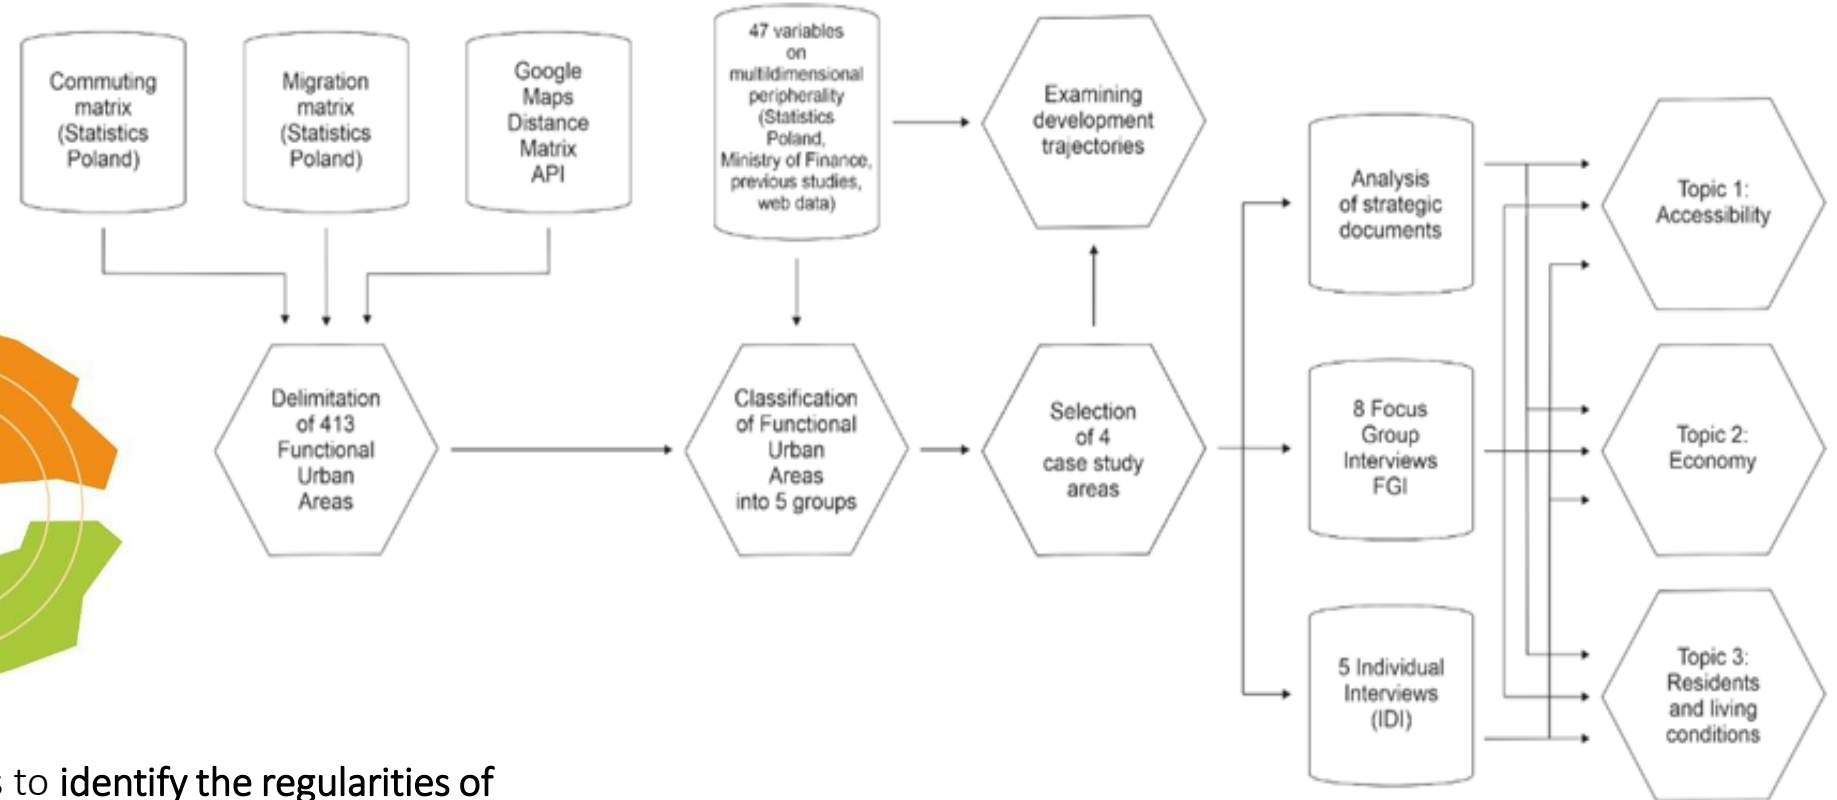 Commuting
matrix
(Statistics
Poland)
Migration
matrix
(Statistics
Poland)
Google
Maps
Distance
Matrix
API
47 variables
on
multildimensional
peripherality
(Statistics
Poland,
Ministry of Finance,
previous studies,
web data)
Examining
development
trajectories
Delimitation
of 413
Functional
Urban
Areas
Classification
of Functional
Urban
Areas
into 5 groups
Selection
of 4
case study
areas
Analysis
of strategic
documents
8 Focus
Group
Interviews
FGI
5 Individual
Interviews
(IDI)
Topic 1:
Accessibility
Topic 2:
Economy
Topic 3:
Residents
and living
conditions
to identify the regularities of